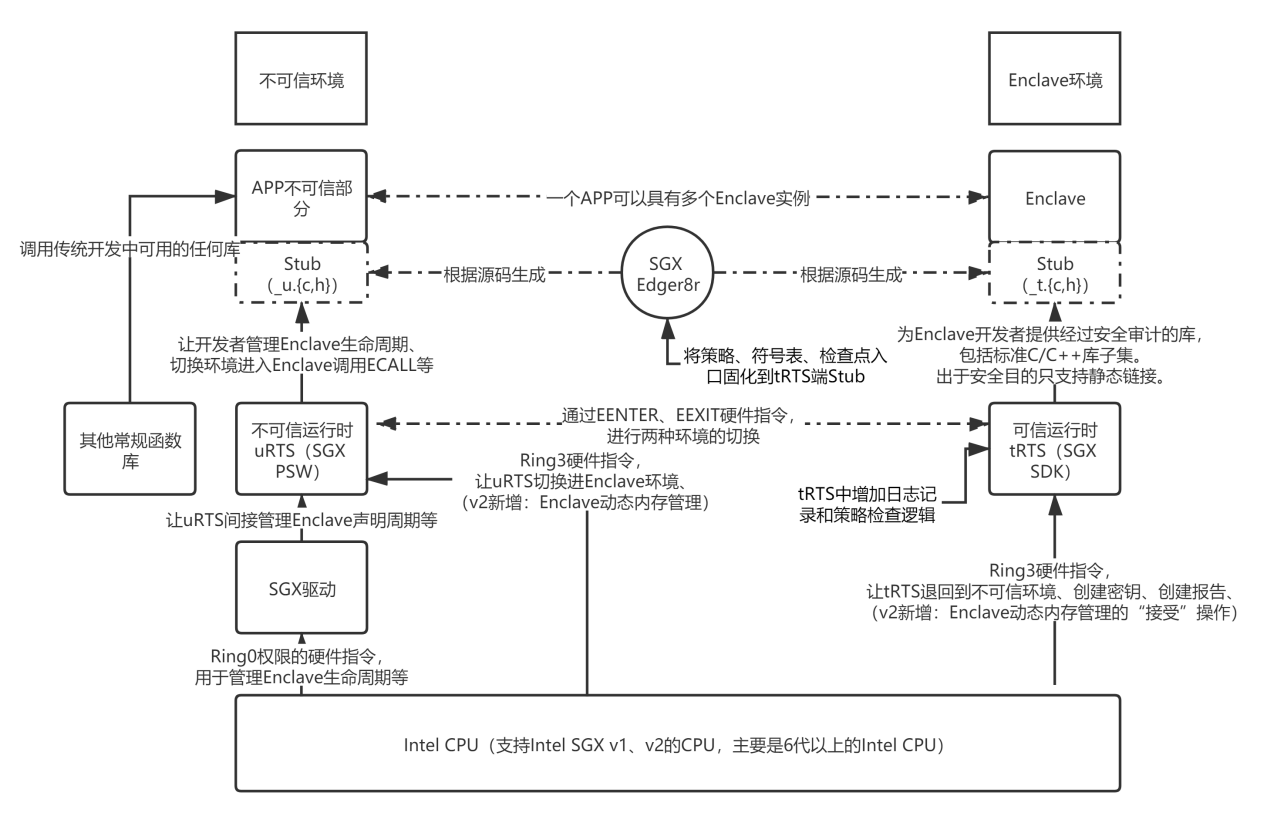 不可信环境
Enclave环境
APP不可信部
分
一个APP可以具有多个Enclave实例
Enclave
调用传统开发中可用的任何库
Stub
（_u.{c,h}）
根据源码生成
SGX
Edger8r
根据源码生成
Stub
（_t.{c,h}）
让开发者管理Enclave生命周期、
切换环境进入Enclave调用ECALL等
将策略、符号表、检查点入
口固化到tRTS端Stub
为Enclave开发者提供经过安全审计的库，
包括标准C/C++库子集。
出于安全目的只支持静态链接。
其他常规函数
库
不可信运行时
uRTS（SGX
PSW）
通过EENTER、EEXIT硬件指令，
进行两种环境的切换
可信运行时
tRTS（SGX
SDK）
Ring3硬件指令，
让uRTS切换进Enclave环境、
（v2新增：Enclave动态内存管理）
tRTS中增加日志记
录和策略检查逻辑
让uRTS间接管理Enclave声明周期等
SGX驱动
Ring3硬件指令，
让tRTS退回到不可信环境、创建密钥、创建报告、
（v2新增：Enclave动态内存管理的“接受”操作）
Ring0权限的硬件指令，
用于管理Enclave生命周期等
Intel CPU（支持Intel SGX v1、v2的CPU，主要是6代以上的Intel CPU）